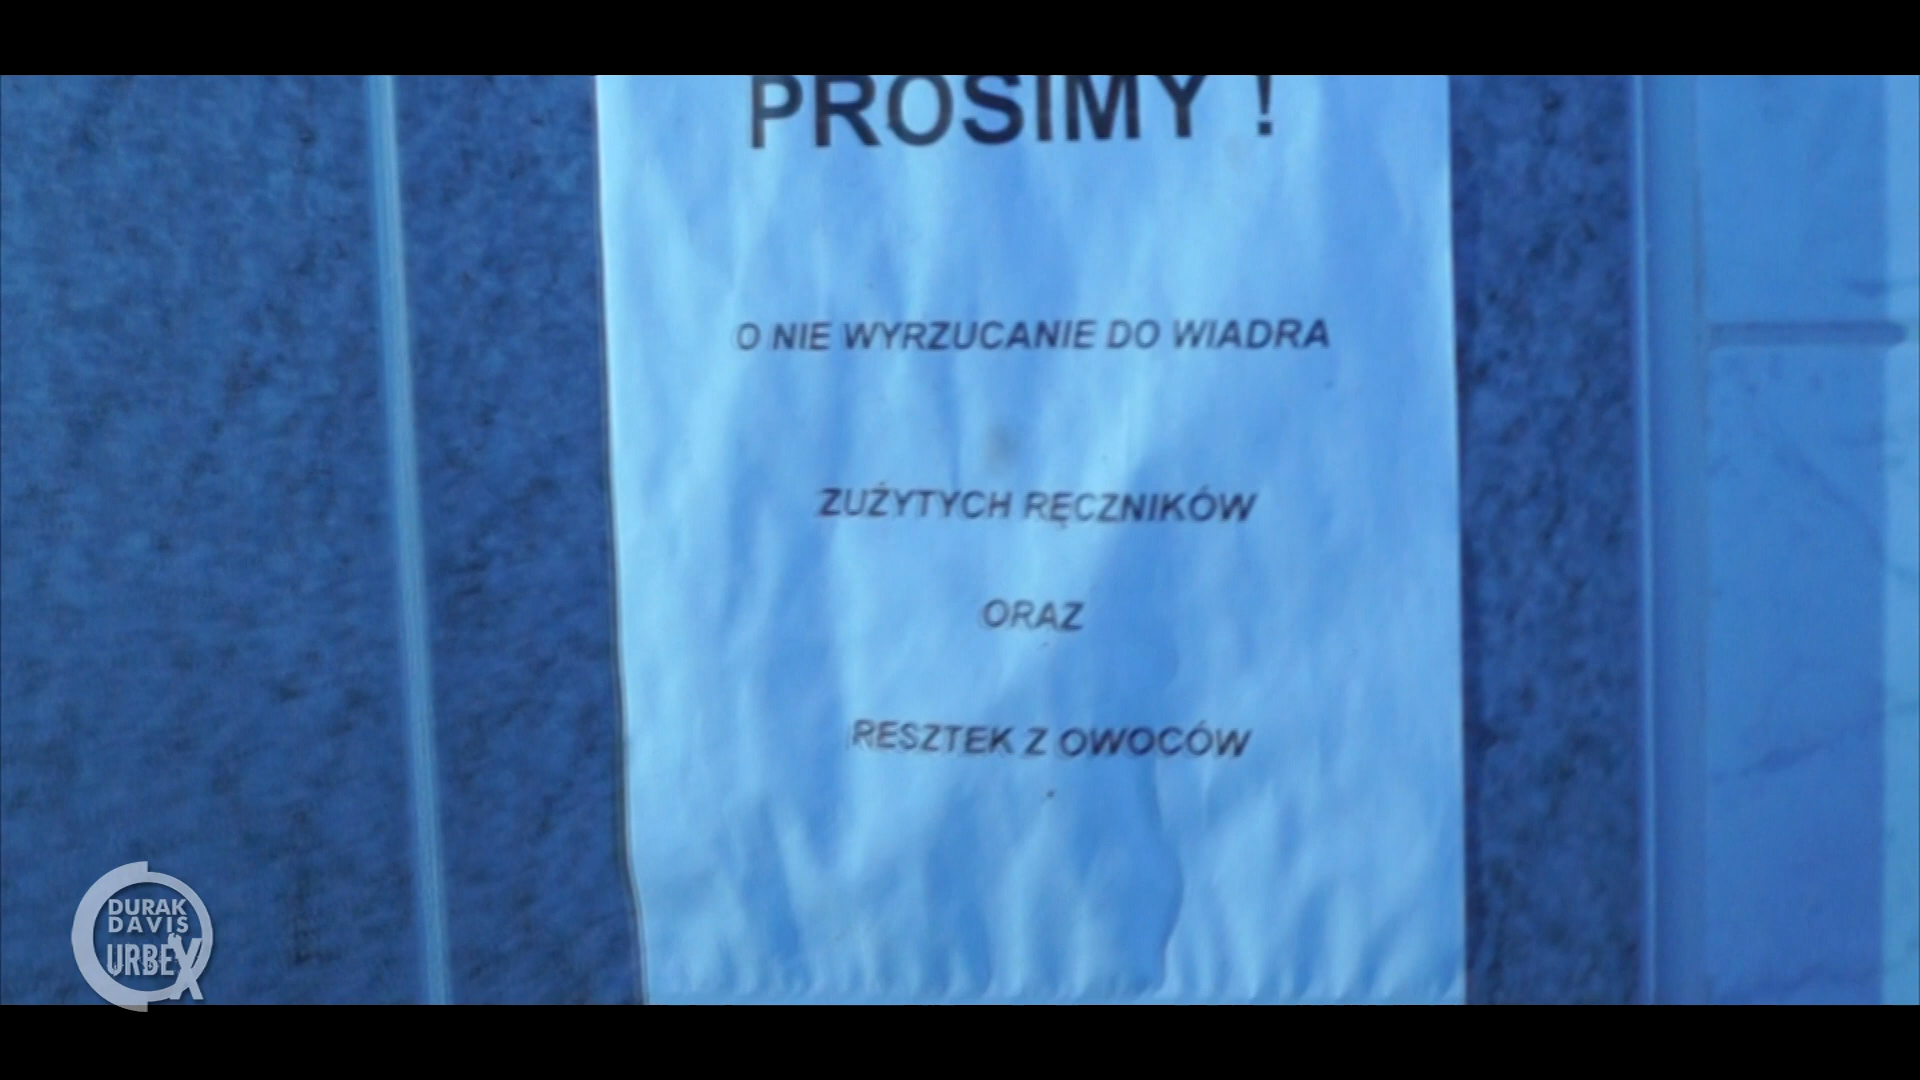 PROSIMY !
O NIE WYRZUCANIE DO WIADRA
ZUŻYTYCH RĘCZNIKÓW
ORAZ
RESZTEK Z OWOCÓW
DURAK
DAVIS
URBEX